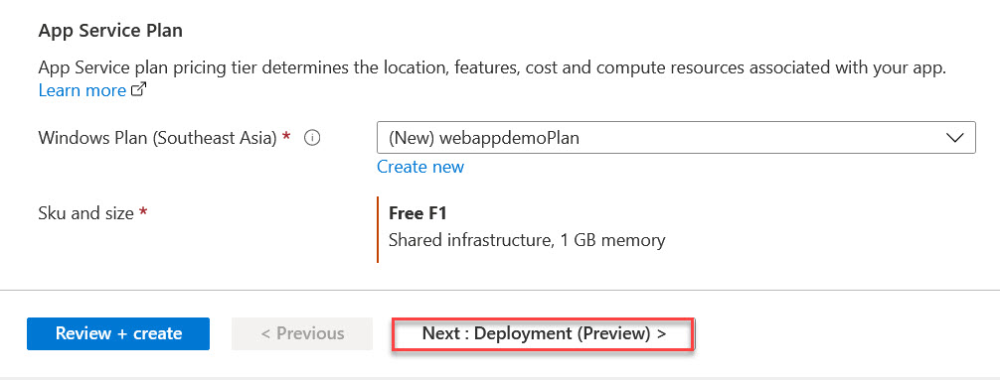 App Service Plan
App Service plan pricing tier determines the location, features, cost and compute resources associated with your app.
Learn more
Windows Plan (Southeast Asia) *
(New) webappdemoPlan
Create new
Sku and size *
Free F1
Shared infrastructure, 1 GB memory
Review + create
< Previous
Next : Deployment (Preview) >